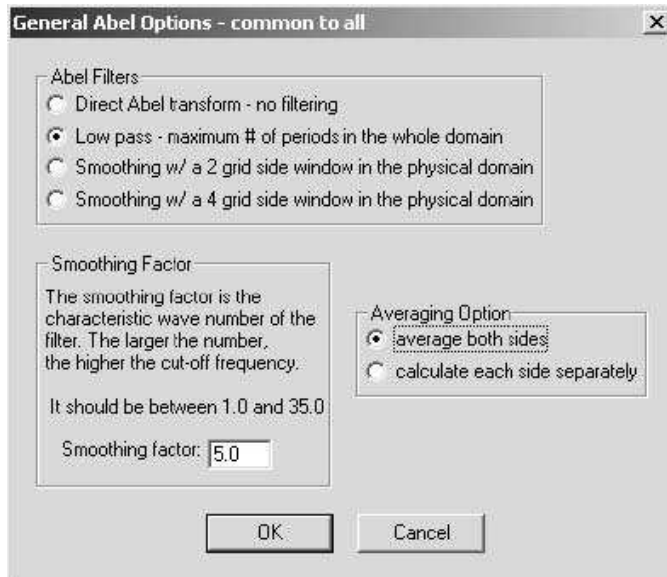 General Abel Options - common to all
Abel Filters
Direct Abel transform - no filtering
Low pass - maximum # of periods in the whole domain
Smoothing w/ a 2 grid side window in the physical domain
Smoothing w/ a 4 grid side window in the physical domain
Smoothing Factor
The smoothing factor is the
characteristic wave number of the
filter. The larger the number,
the higher the cut-off frequency.
It should be between 1.0 and 35.0
Smoothing factor: 5.0
Averaging Option
average both sides
calculate each side separately
OK
Cancel